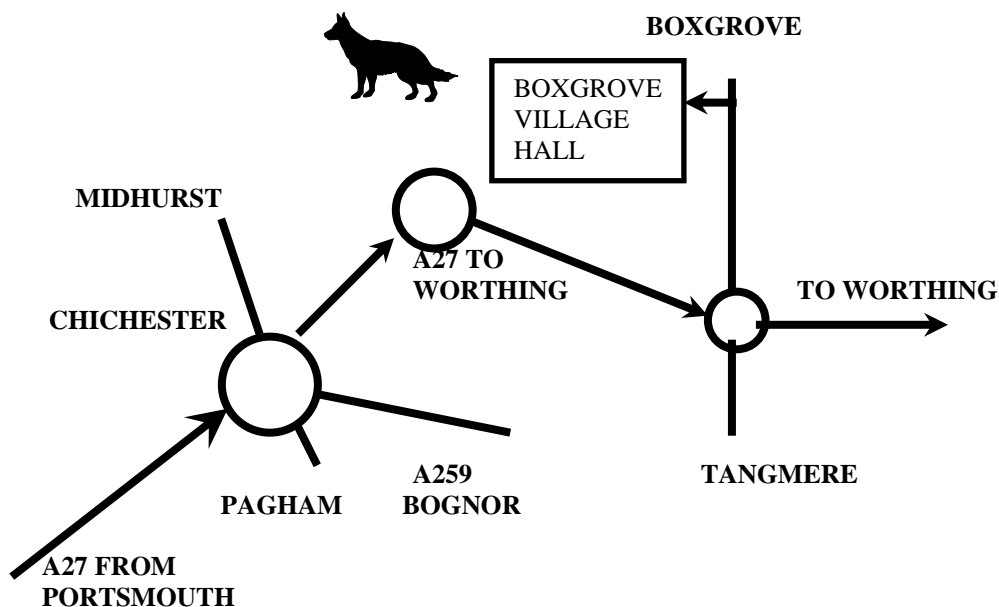 BOXGROVE
BOXGROVE
VILLAGE
HALL
MIDHURST
A27 TO
WORTHING
TO WORTHING
CHICHESTER
A259
BOGNOR
TANGMERE
PAGHAM
A27 FROM
PORTSMOUTH